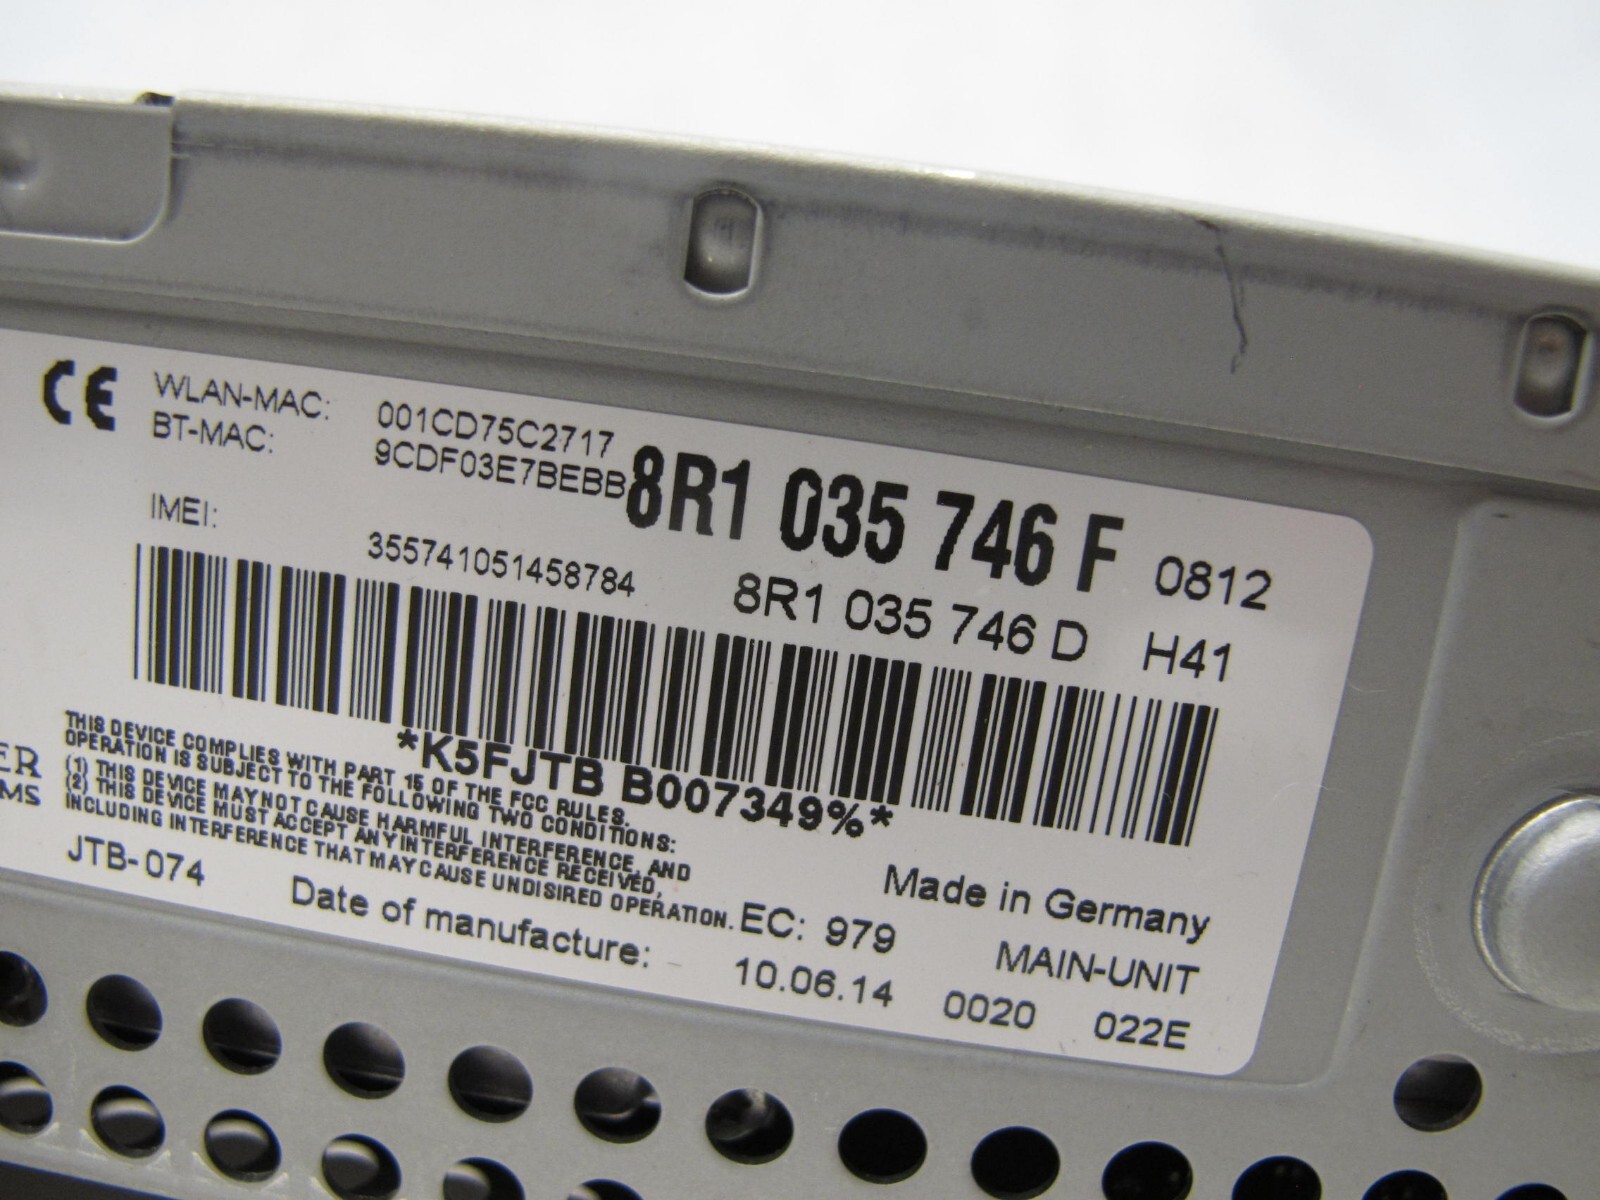 CE WLAN-MAC: 001CD75C2717
BT-MAC: 9CDF03E7BEBB
8R1 035 746 F 0812
IMEI: 355741051458784
8R1 035 746 D H41
*K5FJTB B007349%*
THIS DEVICE COMPLIES WITH PART 15 OF THE FCC RULES.
OPERATION IS SUBJECT TO THE FOLLOWING TWO CONDITIONS:
(1) THIS DEVICE MAY NOT CAUSE HARMFUL INTERFERENCE, AND
(2) THIS DEVICE MUST ACCEPT ANY INTERFERENCE RECEIVED,
INCLUDING INTERFERENCE THAT MAY CAUSE UNDISIRED OPERATION.
ER
MS
JTB-074
Made in Germany
EC: 979 MAIN-UNIT
Date of manufacture: 10.06.14 0020 022E